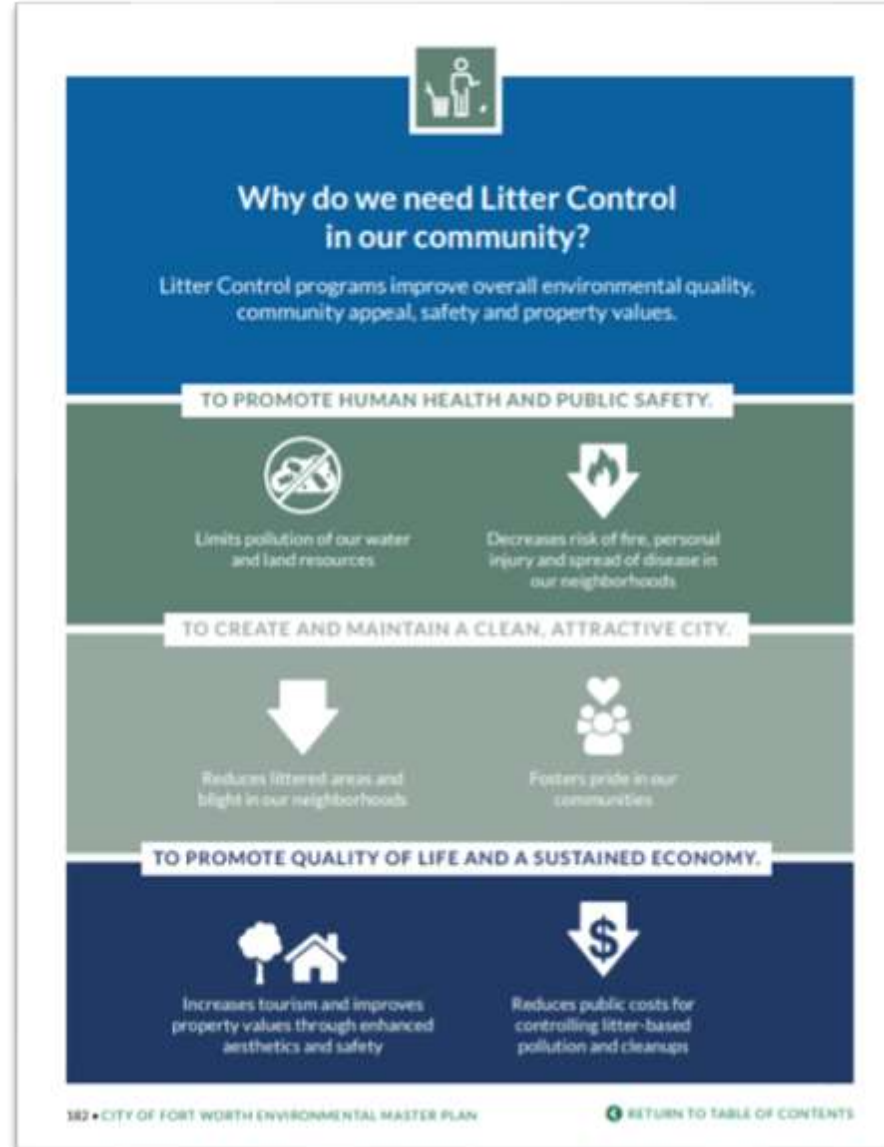 Why do we need Litter Control
in our community?
Litter Control programs improve overall environmental quality,
community appeal, safety and property values.
TO PROMOTE HUMAN HEALTH AND PUBLIC SAFETY.
Limits pollution of our water
and land resources
Decreases risk of fire, personal
injury and spread of disease in
our neighborhoods
TO CREATE AND MAINTAIN A CLEAN, ATTRACTIVE CITY.
Reduces littered areas and
blight in our neighborhoods
Fosters pride in our
communities
TO PROMOTE QUALITY OF LIFE AND A SUSTAINED ECONOMY.
$
Increases tourism and improves
property values through enhanced
aesthetics and safety
Reduces public costs for
controlling litter-based
pollution and cleanups
182 • CITY OF FORT WORTH ENVIRONMENTAL MASTER PLAN
RETURN TO TABLE OF CONTENTS